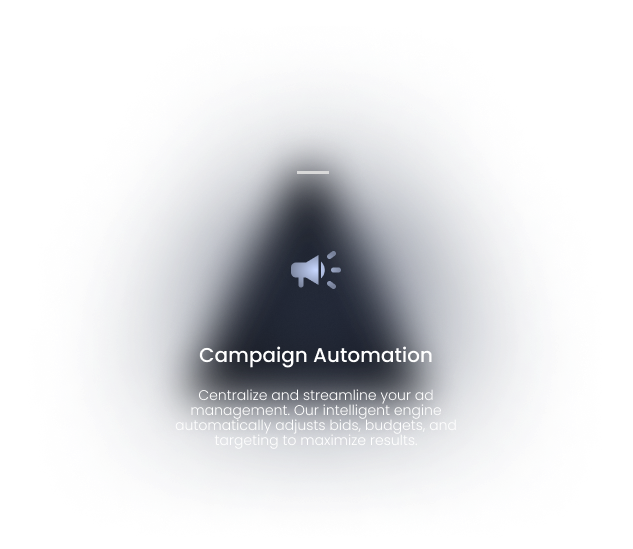 Campaign Automation
Centralize and streamline your ad
management. Our intelligent engine
automatically adjusts bids, budgets, and
targeting to maximize results.